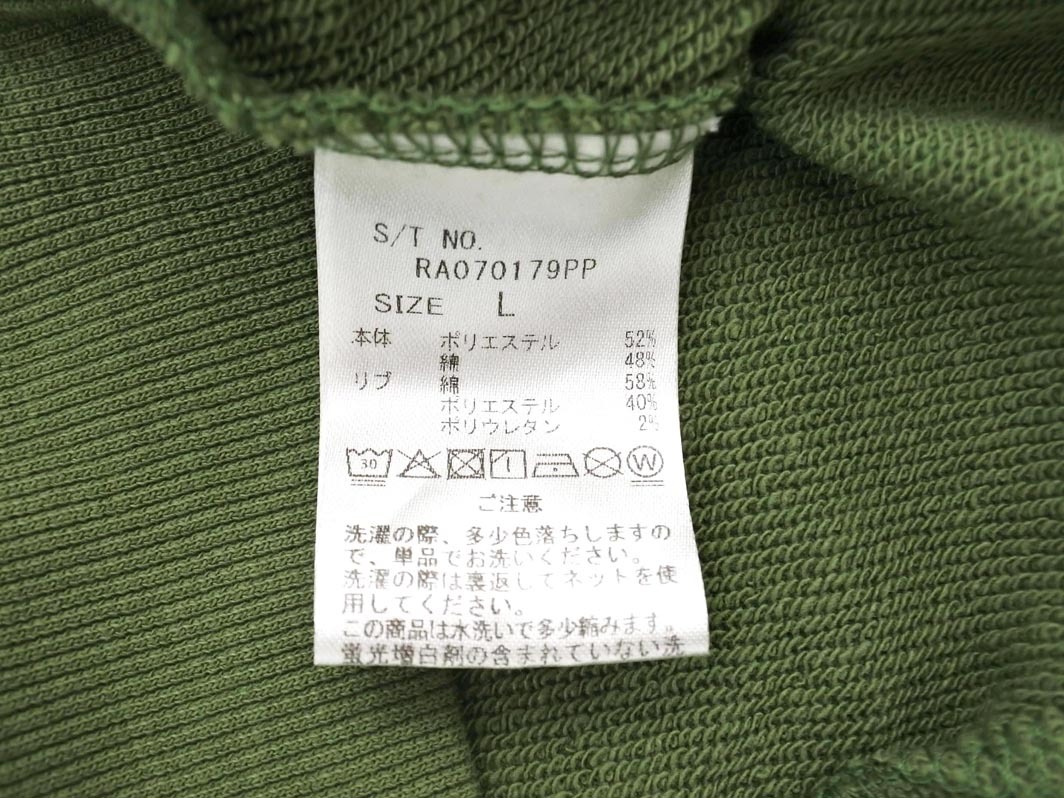 S/T NO.
RA070179PP
SIZE L
本体 ポリエステル 52%
綿 48%
リブ 綿 58%
ポリエステル 40%
ポリウレタン 2%
30 W
ご注意
洗濯の際、多少色落ちしますの
で、単品でお洗いください。
洗濯の際は裏返してネットを使
用してください。
この商品は水洗いで多少縮みます。
蛍光増白剤の含まれていない洗